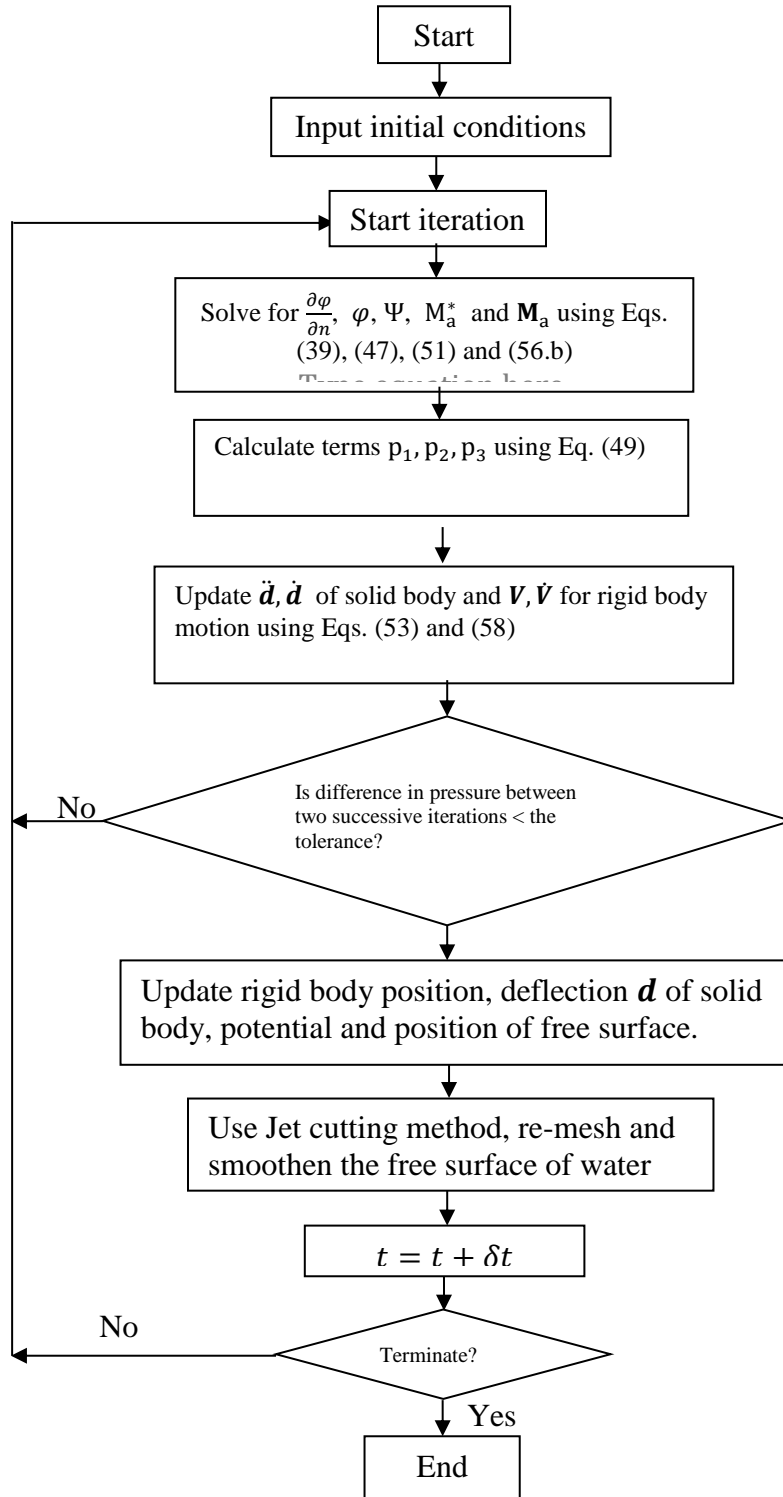 Start
Input initial conditions
Start iteration
Solve for ∂φ/∂n, φ, Ψ, M*a and Ma using Eqs.
(39), (47), (51) and (56.b)
Type equation here
Calculate terms p₁, p₂, p₃ using Eq. (49)
Update d̈, ḋ of solid body and V, V̇ for rigid body
motion using Eqs. (53) and (58)
Is difference in pressure between
two successive iterations < the
tolerance?
No
Update rigid body position, deflection d of solid
body, potential and position of free surface.
Use Jet cutting method, re-mesh and
smoothen the free surface of water
t = t + δt
No
Terminate?
Yes
End